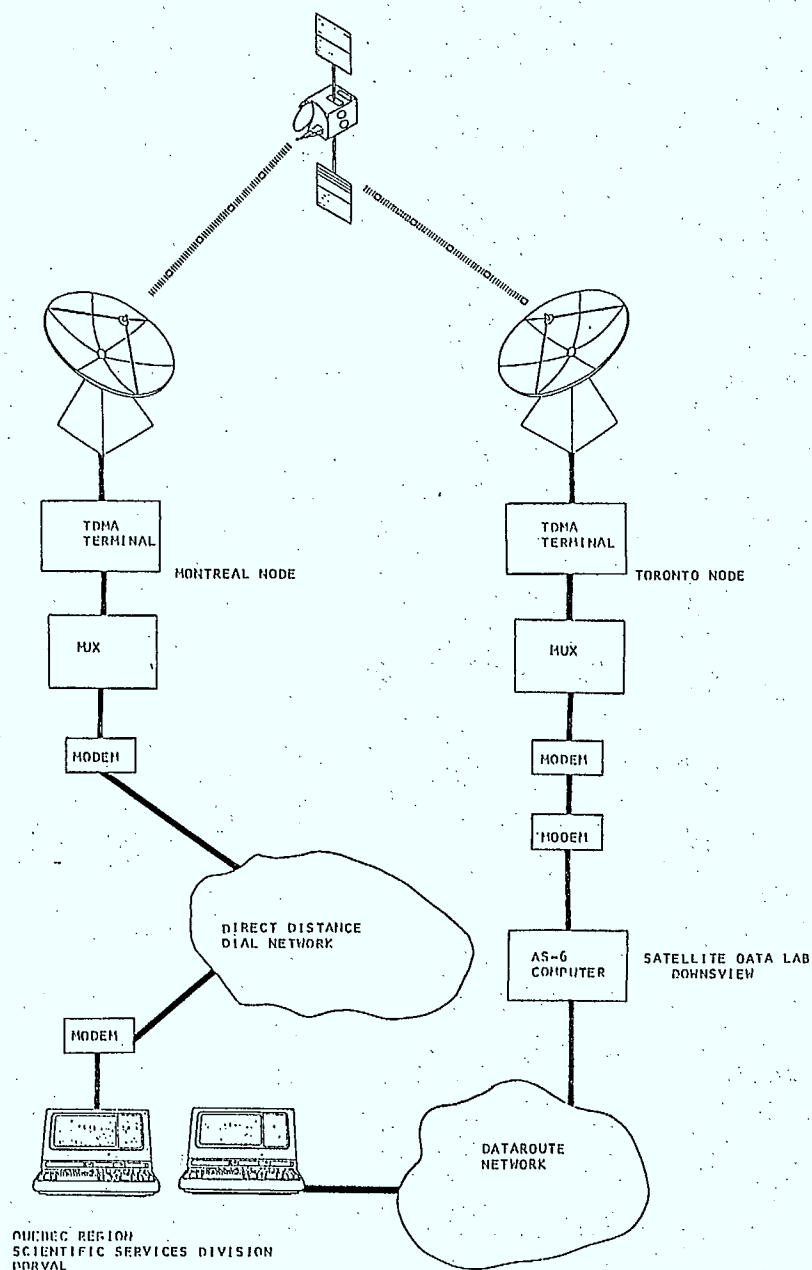 TDMA
TERMINAL
MONTREAL NODE
MUX
MODEM
DIRECT DISTANCE
DIAL NETWORK
MODEM
QUEBEC REGION
SCIENTIFIC SERVICES DIVISION
DORVAL
TDMA
TERMINAL
TORONTO NODE
MUX
MODEM
MODEM
AS-6
COMPUTER
SATELLITE DATA LAB
DOWNSVIEW
DATAROUTE
NETWORK